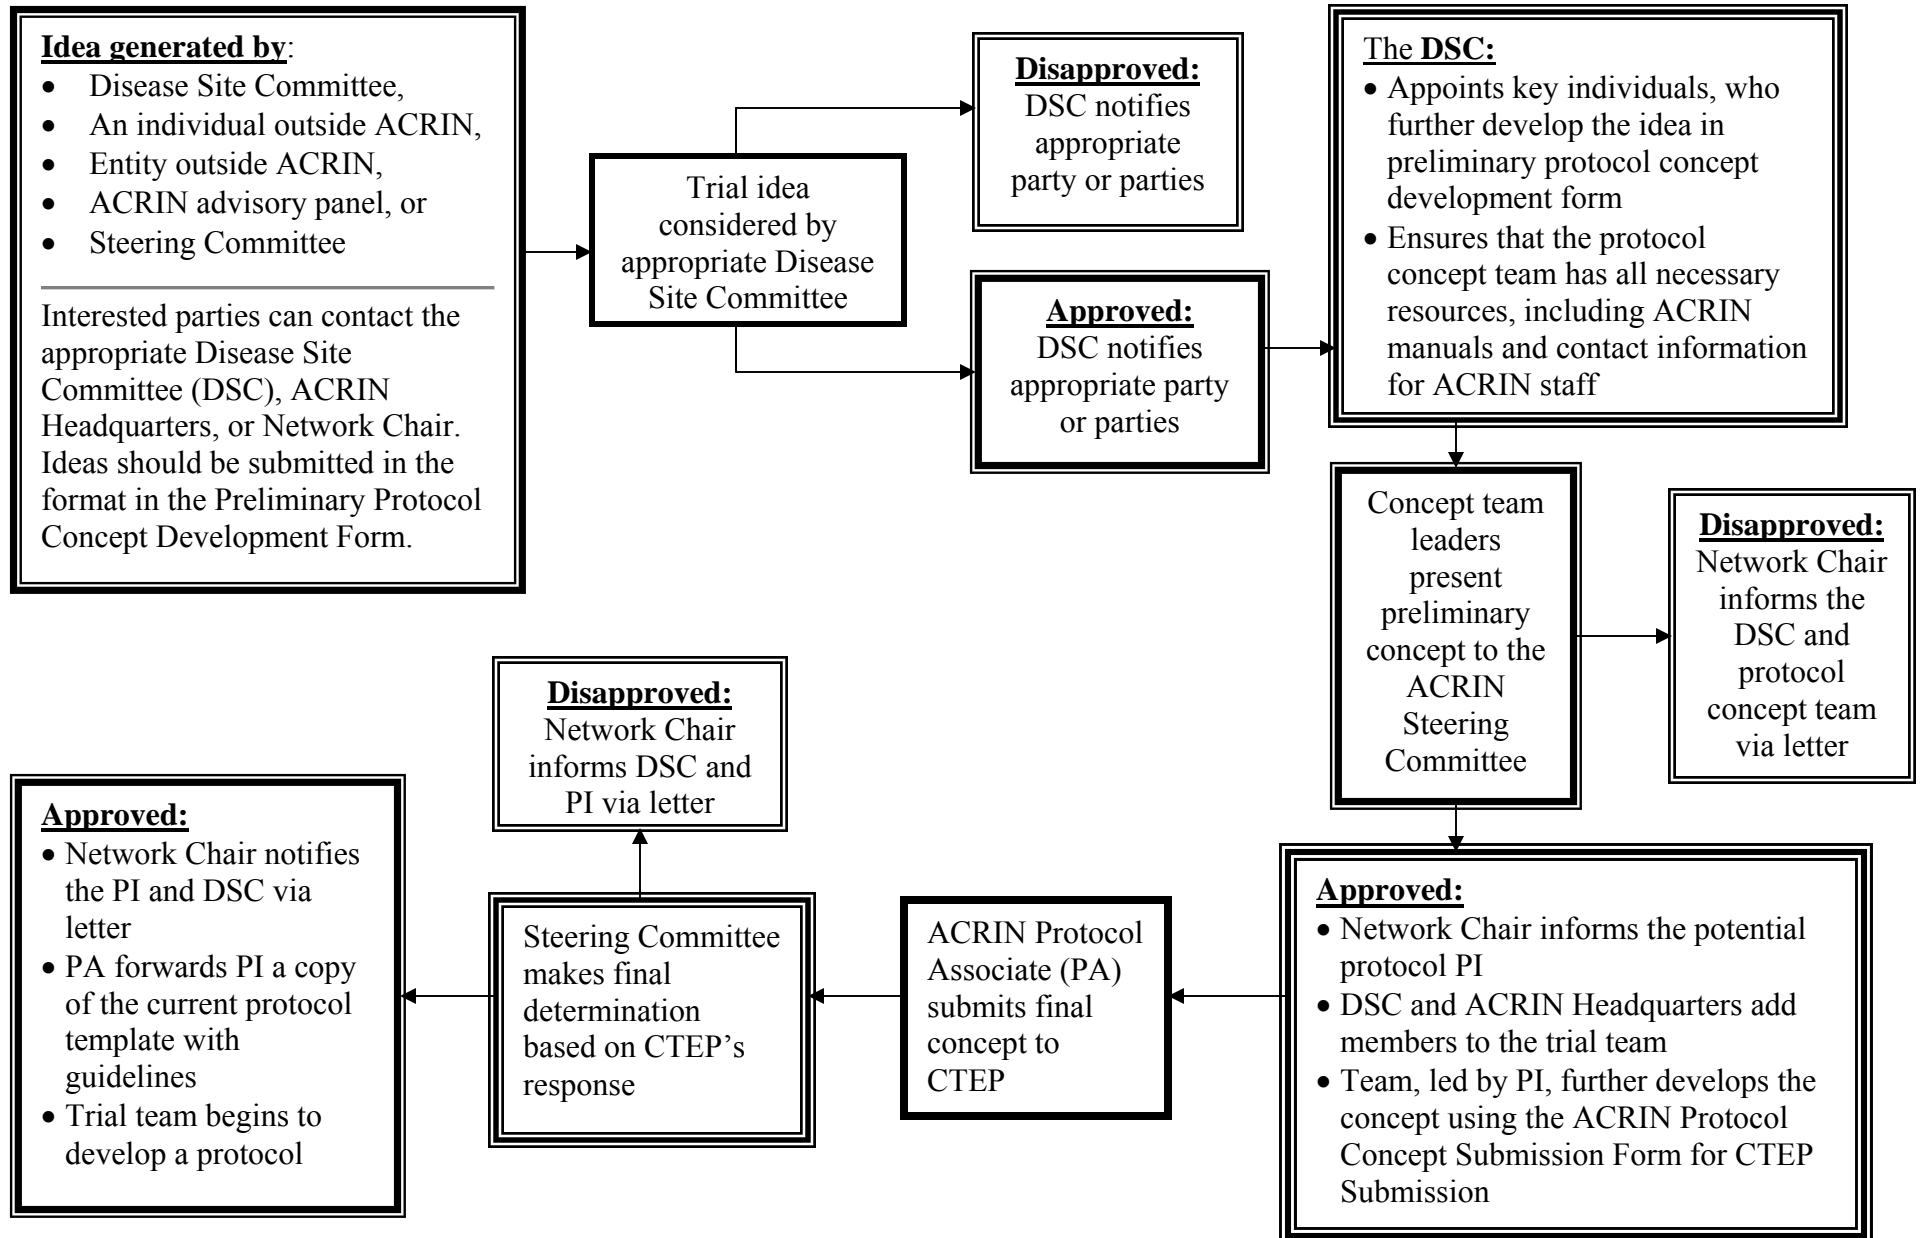 Idea generated by:
• Disease Site Committee,
• An individual outside ACRIN,
• Entity outside ACRIN,
• ACRIN advisory panel, or
• Steering Committee
Interested parties can contact the
appropriate Disease Site
Committee (DSC), ACRIN
Headquarters, or Network Chair.
Ideas should be submitted in the
format in the Preliminary Protocol
Concept Development Form.
Trial idea
considered by
appropriate Disease
Site Committee
Disapproved:
DSC notifies
appropriate
party or parties
Approved:
DSC notifies
appropriate party
or parties
The DSC:
• Appoints key individuals, who
further develop the idea in
preliminary protocol concept
development form
• Ensures that the protocol
concept team has all necessary
resources, including ACRIN
manuals and contact information
for ACRIN staff
Concept team
leaders
present
preliminary
concept to the
ACRIN
Steering
Committee
Disapproved:
Network Chair
informs the
DSC and
protocol
concept team
via letter
Approved:
• Network Chair informs the potential
protocol PI
• DSC and ACRIN Headquarters add
members to the trial team
• Team, led by PI, further develops the
concept using the ACRIN Protocol
Concept Submission Form for CTEP
Submission
ACRIN Protocol
Associate (PA)
submits final
concept to
CTEP
Steering Committee
makes final
determination
based on CTEP’s
response
Disapproved:
Network Chair
informs DSC and
PI via letter
Approved:
• Network Chair notifies
the PI and DSC via
letter
• PA forwards PI a copy
of the current protocol
template with
guidelines
• Trial team begins to
develop a protocol